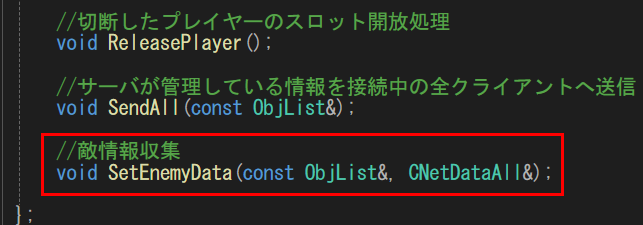 //切断したプレイヤーのスロット開放処理
void ReleasePlayer();
//サーバが管理している情報を接続中の全クライアントへ送信
void SendAll(const ObjList&);
//敵情報収集
void SetEnemyData(const ObjList&, CNetDataAll&);
};